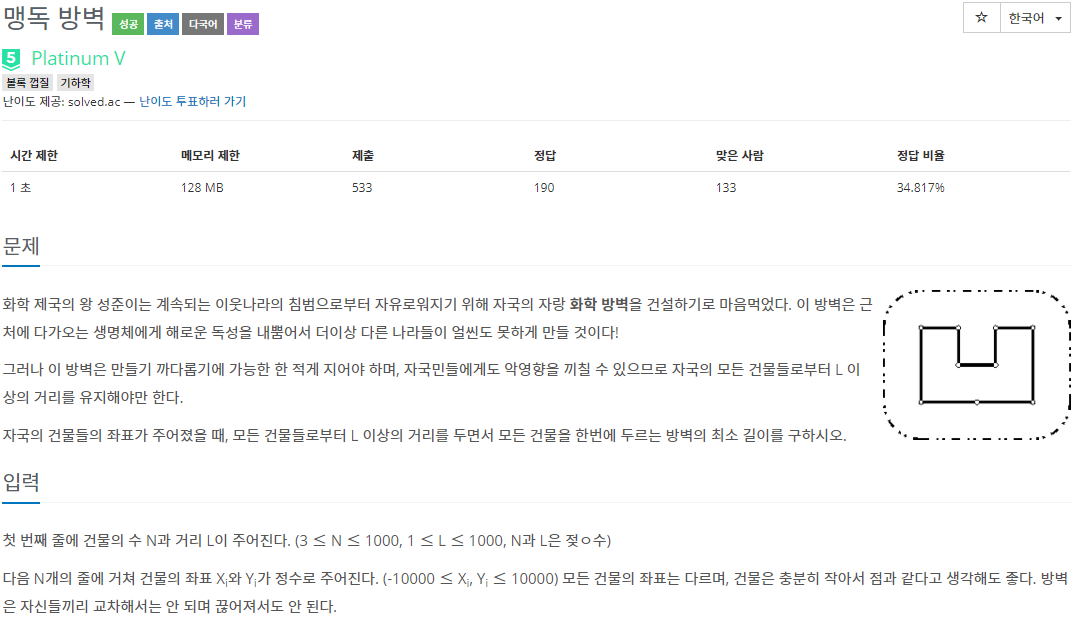 맹독 방벽 성공 출처 다국어 분류
☆ 한국어
5 Platinum V
볼록 껍질 기하학
난이도 제공: solved.ac — 난이도 투표하러 가기
시간 제한 메모리 제한 제출 정답 맞은 사람 정답 비율
1 초 128 MB 533 190 133 34.817%
문제
화학 제국의 왕 성준이는 계속되는 이웃나라의 침범으로부터 자유로워지기 위해 자국의 자랑 화학 방벽을 건설하기로 마음먹었다. 이 방벽은 근
처에 다가오는 생명체에게 해로운 독성을 내뿜어서 더이상 다른 나라들이 얼씬도 못하게 만들 것이다!
그러나 이 방벽은 만들기 까다롭기에 가능한 한 적게 지어야 하며, 자국민들에게도 악영향을 끼칠 수 있으므로 자국의 모든 건물들로부터 L 이
상의 거리를 유지해야만 한다.
자국의 건물들의 좌표가 주어졌을 때, 모든 건물들로부터 L 이상의 거리를 두면서 모든 건물을 한번에 두르는 방벽의 최소 길이를 구하시오.
입력
첫 번째 줄에 건물의 수 N과 거리 L이 주어진다. (3 ≤ N ≤ 1000, 1 ≤ L ≤ 1000, N과 L은 젗ㅇ수)
다음 N개의 줄에 거쳐 건물의 좌표 Xi와 Yi가 정수로 주어진다. (-10000 ≤ Xi, Yi ≤ 10000) 모든 건물의 좌표는 다르며, 건물은 충분히 작아서 점과 같다고 생각해도 좋다. 방벽
은 자신들끼리 교차해서는 안 되며 끊어져서도 안 된다.